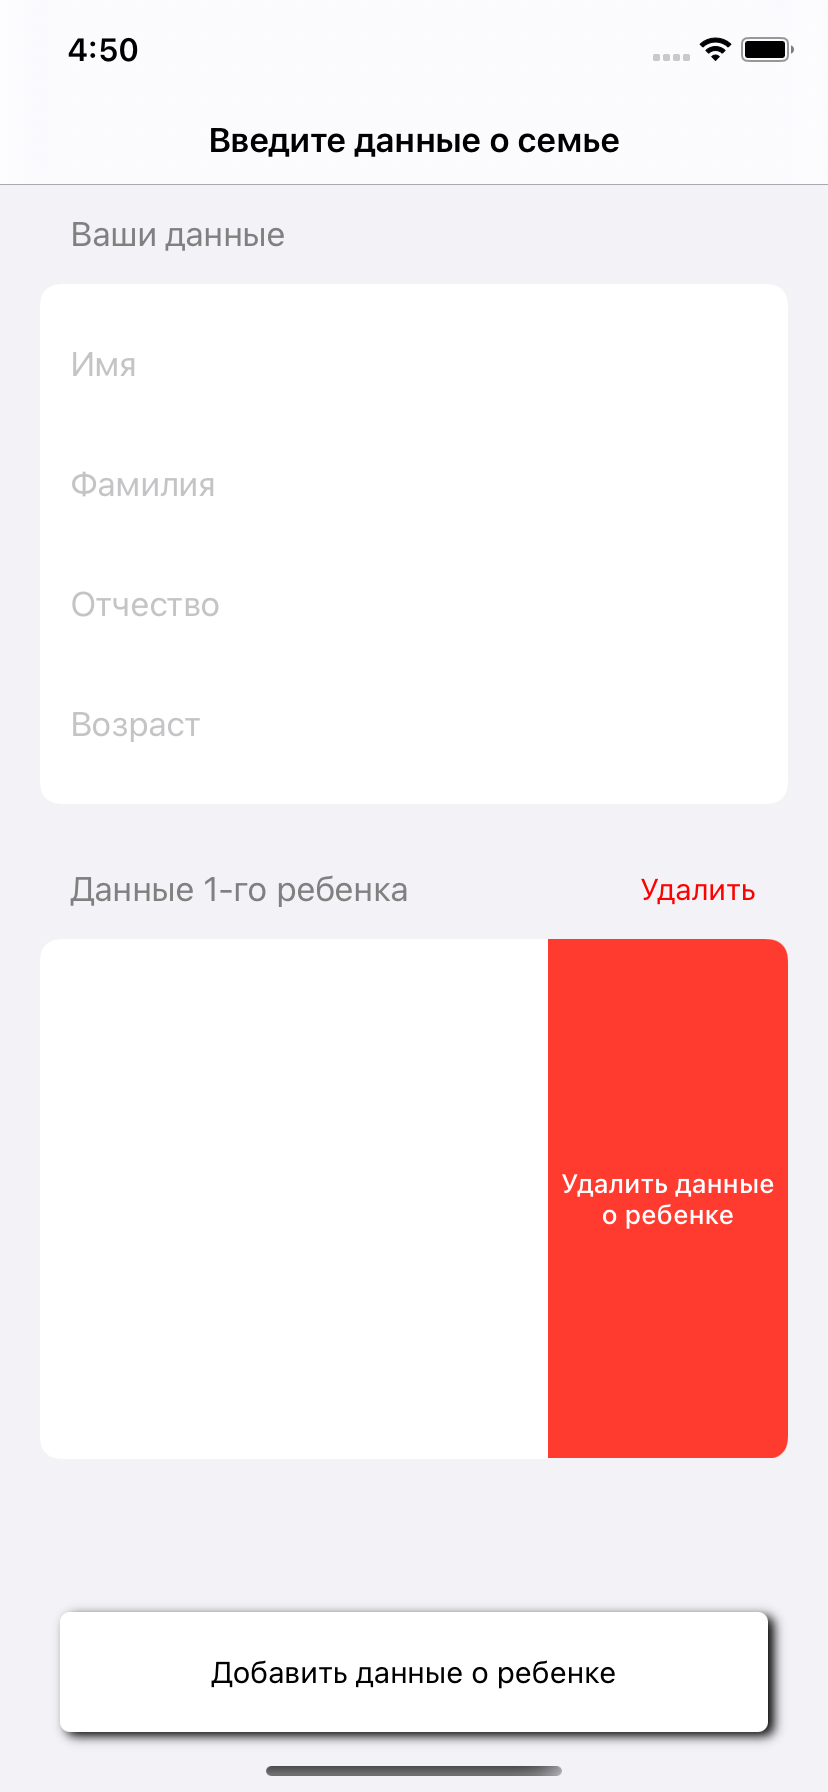 4:50
Введите данные о семье
Ваши данные
Имя
Фамилия
Отчество
Возраст
Данные 1-го ребенка
Удалить
Удалить данные
о ребенке
Добавить данные о ребенке